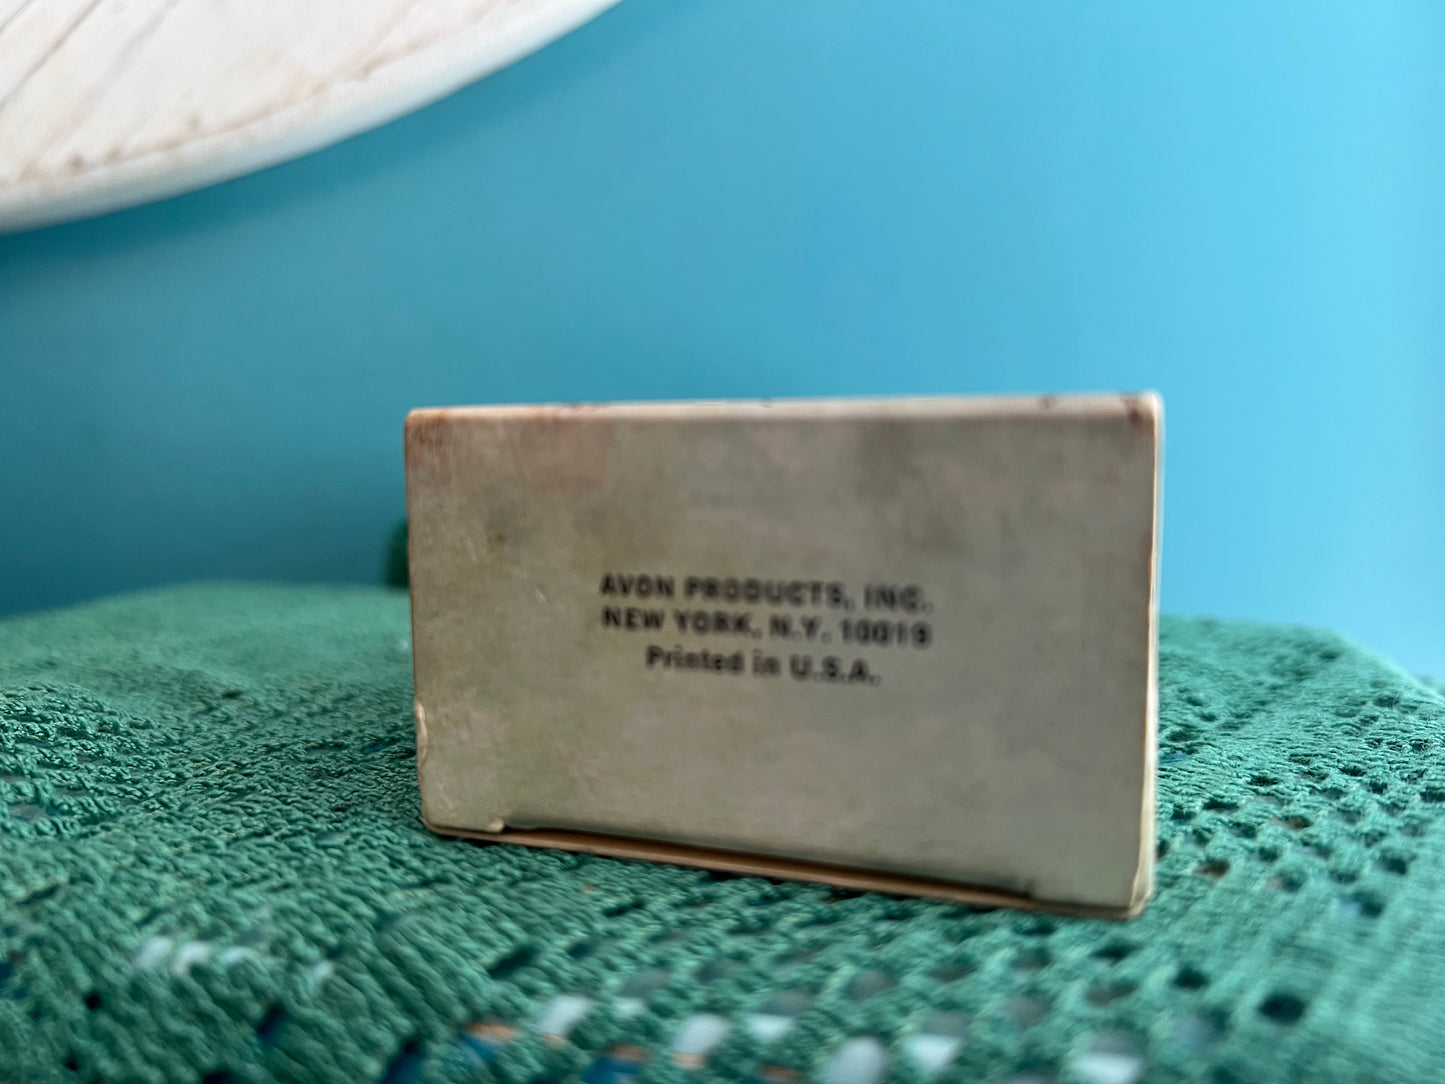 AVON PRODUCTS, INC.
NEW YORK, N.Y. 10019
Printed in U.S.A.